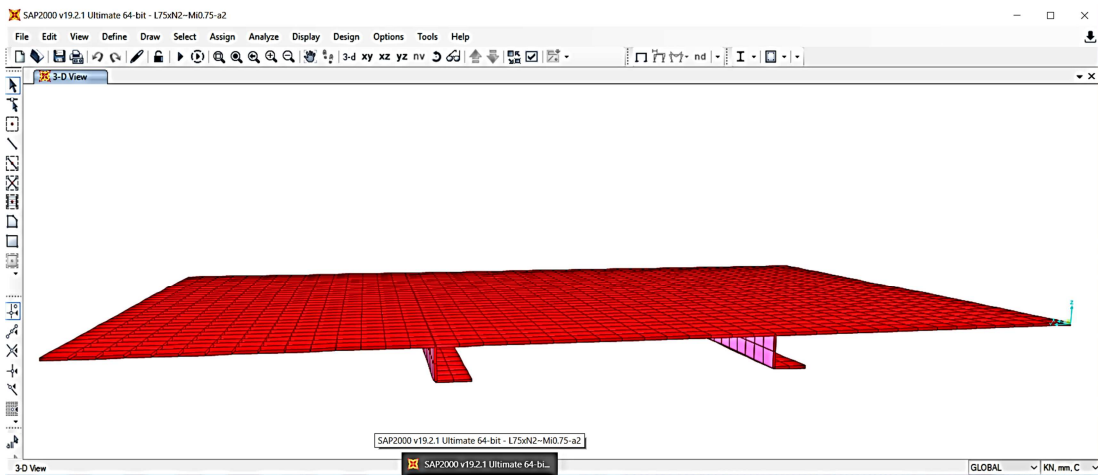 SAP2000 v19.2.1 Ultimate 64-bit - L75xN2~Mi0.75-a2
File Edit View Define Draw Select Assign Analyze Display Design Options Tools Help
3-d xy xz yz nv nd
3-D View
z
SAP2000 v19.2.1 Ultimate 64-bit - L75xN2~Mi0.75-a2
SAP2000 v19.2.1 Ultimate 64-bi...
3-D View GLOBAL KN, mm, C